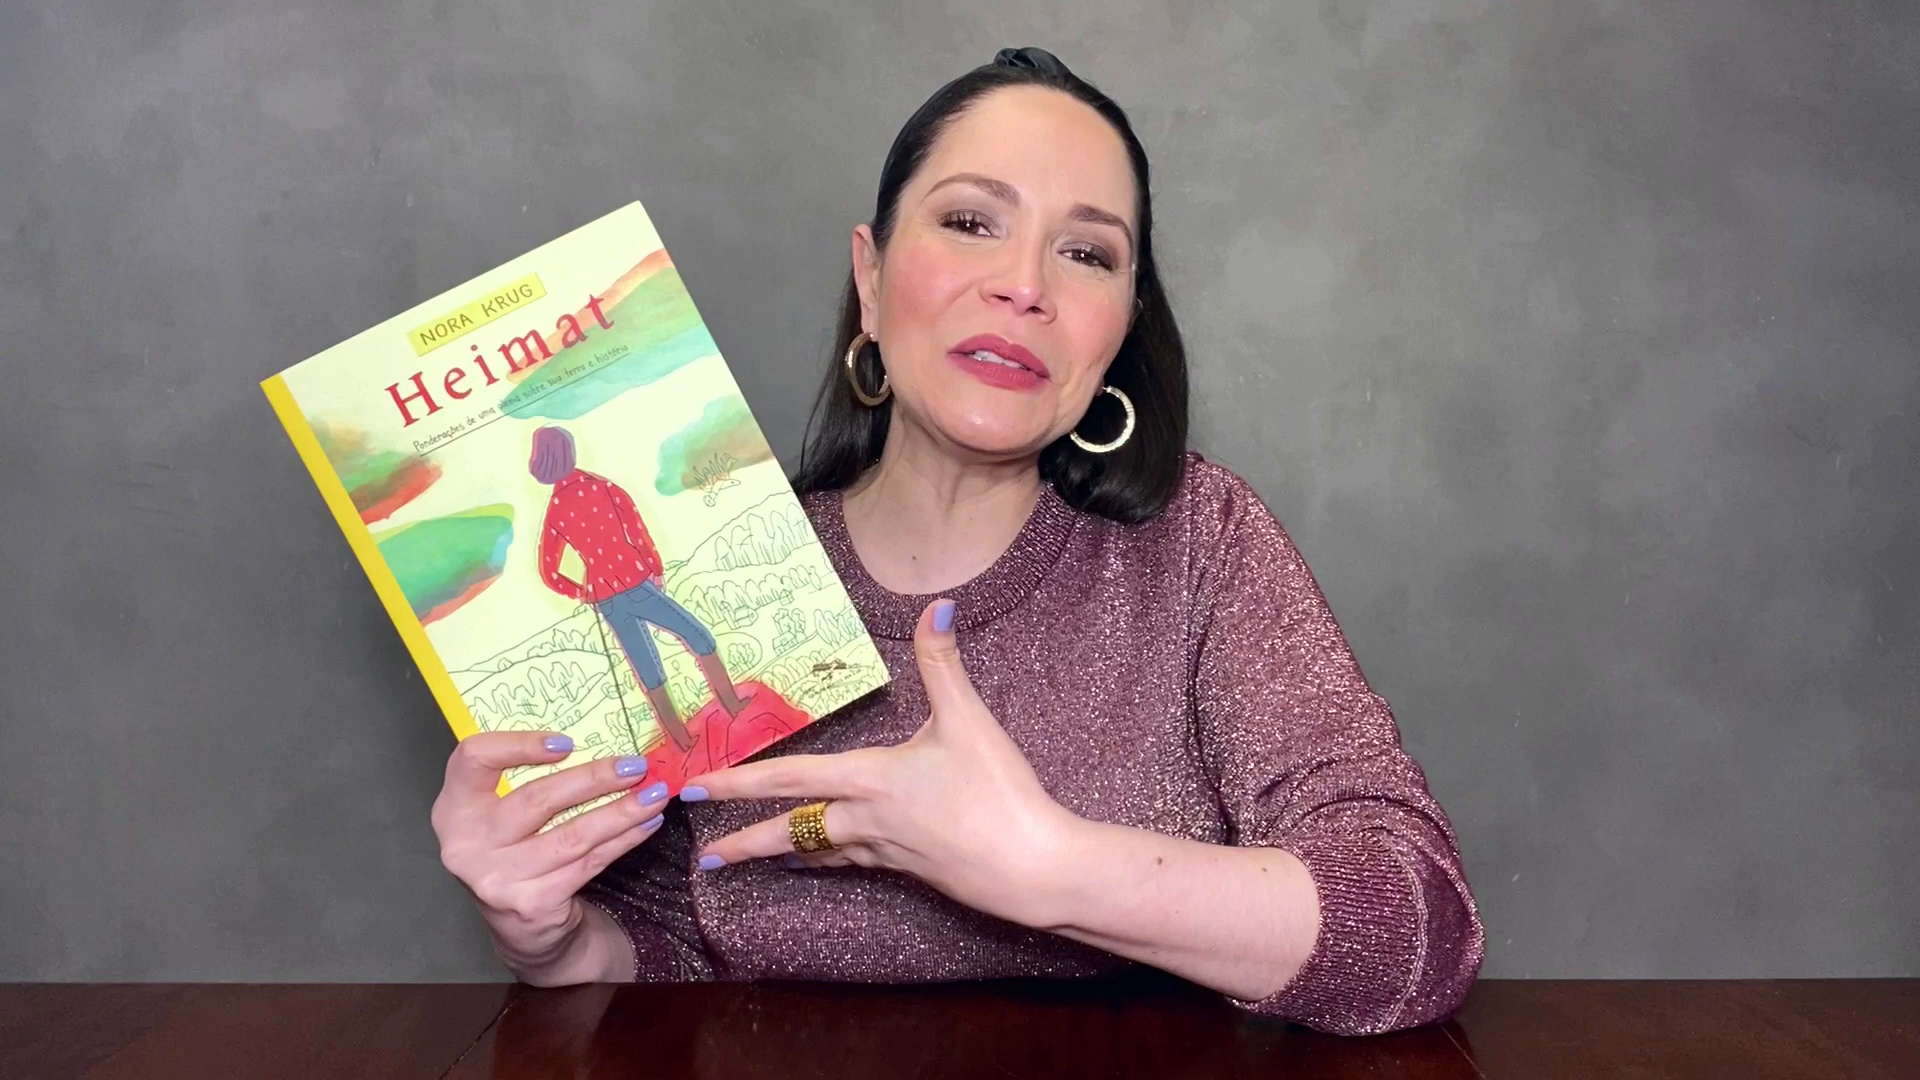 NORA KRUG
Heimat
Ponderações de uma alemã sobre sua terra e história